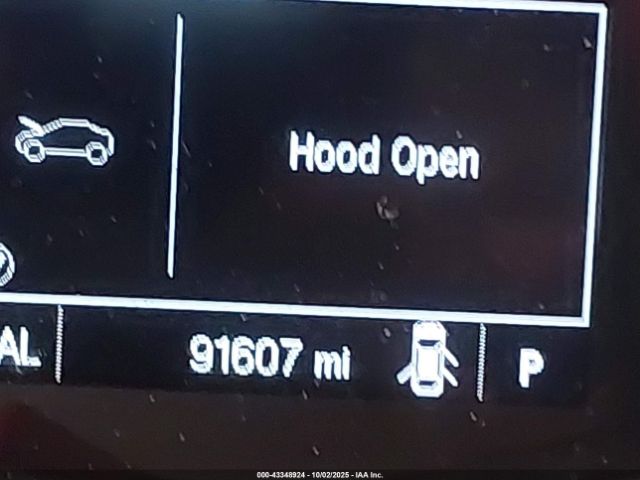 Hood Open
AL
91607 mi
P
000-43348924 - 10/02/2025 - IAA Inc.